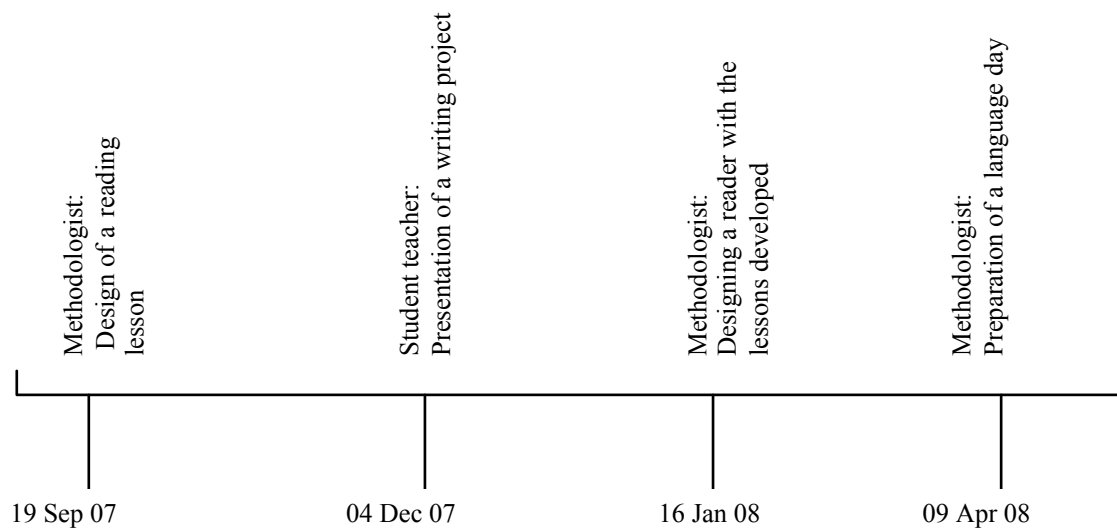 Methodologist:
Design of a reading
lesson
Student teacher:
Presentation of a writing project
Methodologist:
Designing a reader with the
lessons developed
Methodologist:
Preparation of a language day
19 Sep 07
04 Dec 07
16 Jan 08
09 Apr 08